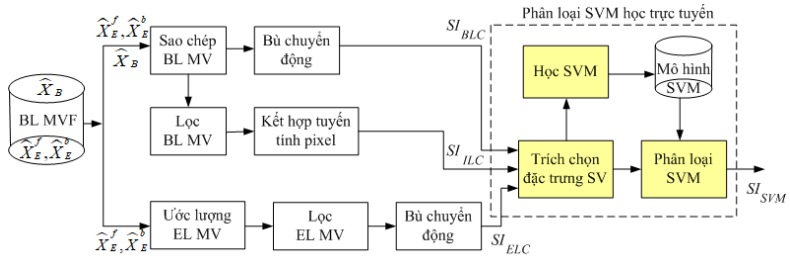 Phân loại SVM học trực tuyến
X̂_E^f, X̂_E^b
X̂_B
Sao chép
BL MV
Bù chuyển
động
SI_BLC
Học SVM
Mô hình
SVM
X̂_B
BL MVF
X̂_E^f, X̂_E^b
Lọc
BL MV
Kết hợp tuyến
tính pixel
SI_ILC
Trích chọn
đặc trưng SV
Phân loại
SVM
SI_SVM
Ước lượng
EL MV
Lọc
EL MV
Bù chuyển
động
SI_ELC
X̂_E^f, X̂_E^b